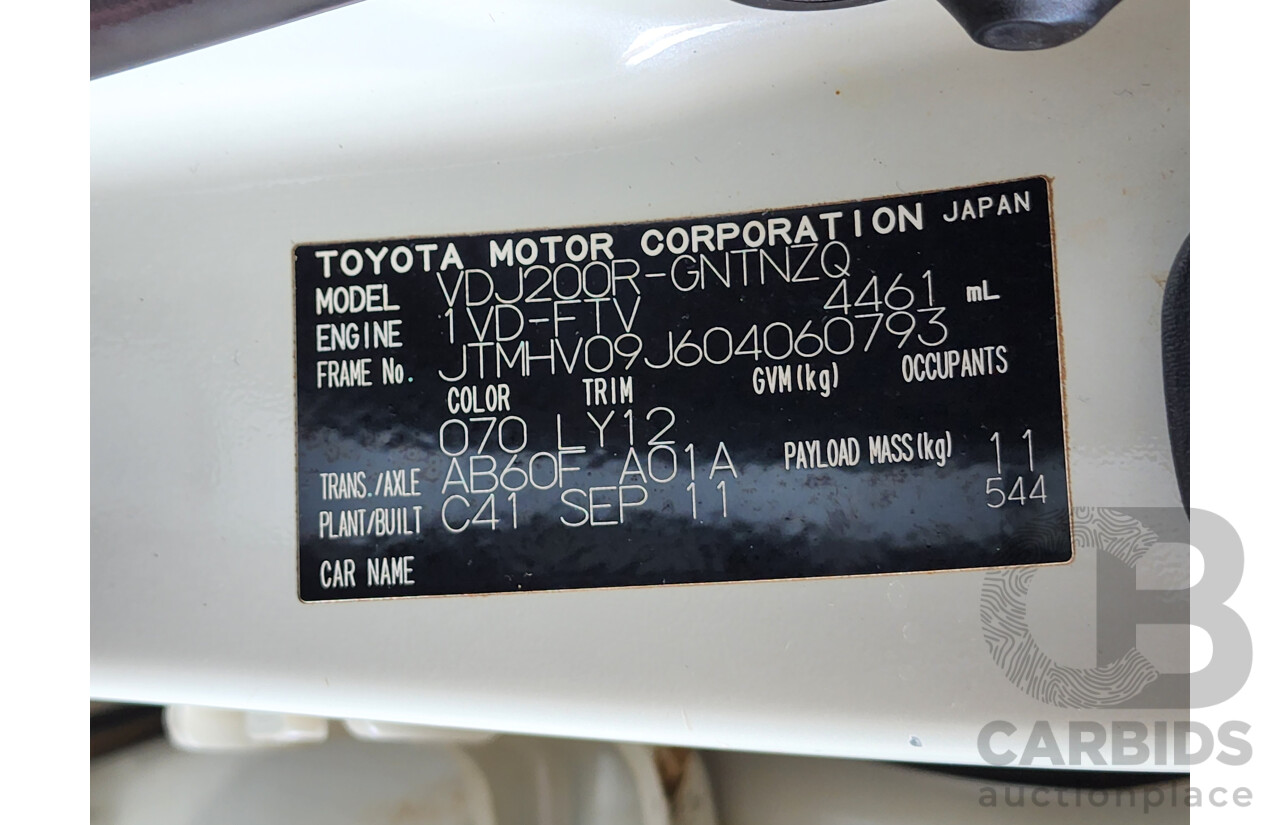 TOYOTA MOTOR CORPORATION JAPAN
MODEL VDJ200R-GNTNZQ
ENGINE 1VD-FTV 4461 mL
FRAME No. JTMHV09J604060793
COLOR TRIM GVM(kg) OCCUPANTS
070 LY12
TRANS./AXLE AB60F A01A PAYLOAD MASS(kg) 11
PLANT/BUILT C41 SEP 11 544
CAR NAME
CB
CARBIDS
auctionplace